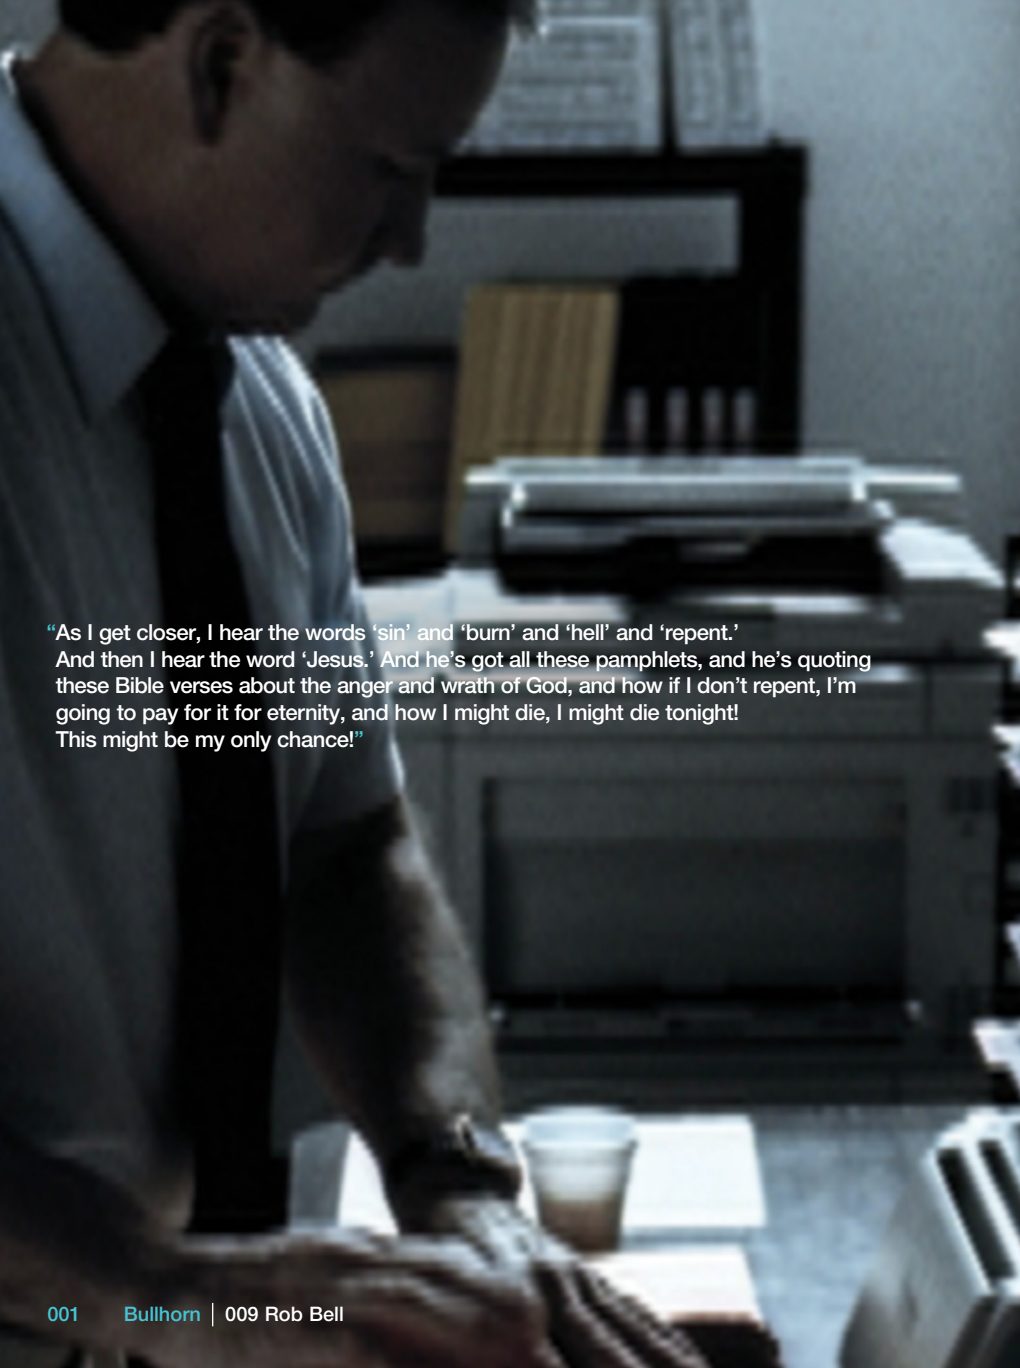 “As I get closer, I hear the words ‘sin’ and ‘burn’ and ‘hell’ and ‘repent.’
And then I hear the word ‘Jesus.’ And he’s got all these pamphlets, and he’s quoting
these Bible verses about the anger and wrath of God, and how if I don’t repent, I’m
going to pay for it for eternity, and how I might die, I might die tonight!
This might be my only chance!”
001 Bullhorn | 009 Rob Bell